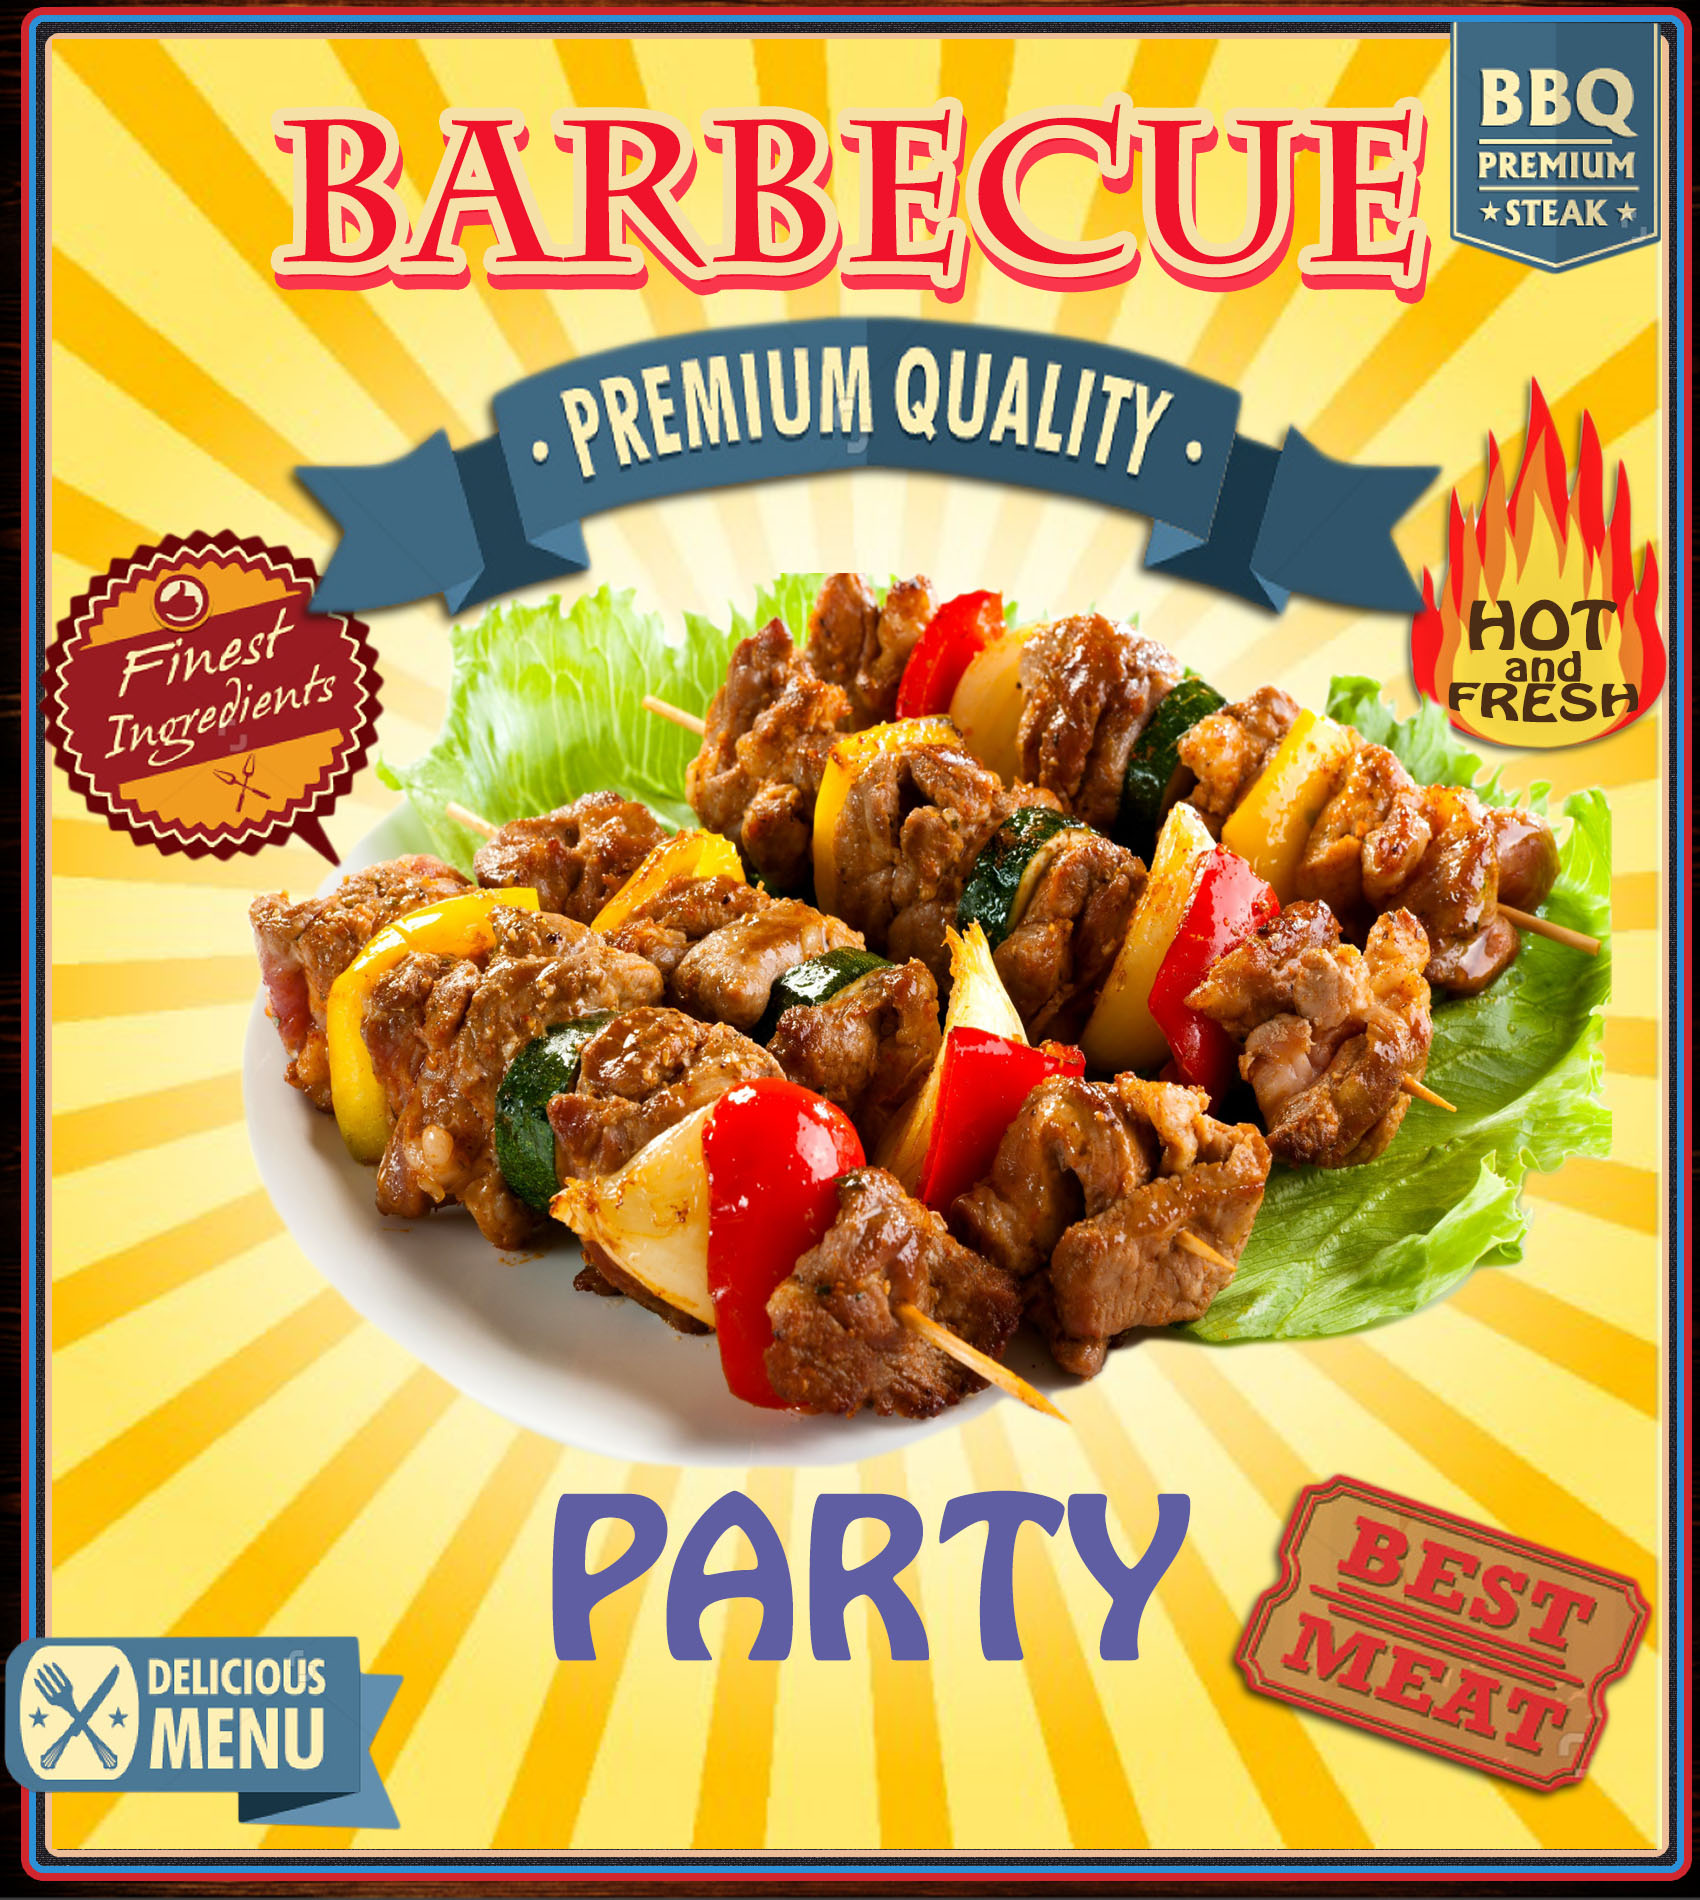 BARBECUE
BBQ
PREMIUM
STEAK
PREMIUM QUALITY
Finest
Ingredients
HOT
and
FRESH
PARTY
BEST
MEAT
DELICIOUS
MENU